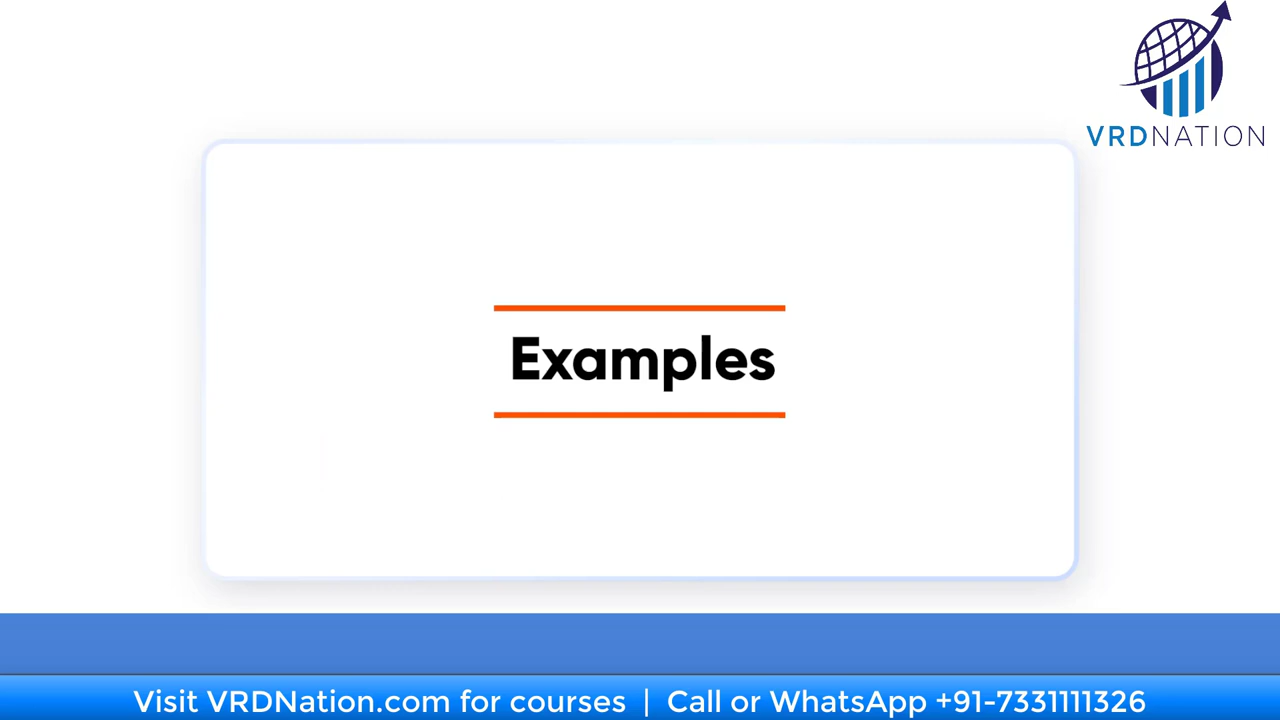 VRDNATION
Examples
Visit VRDNation.com for courses | Call or WhatsApp +91-7331111326